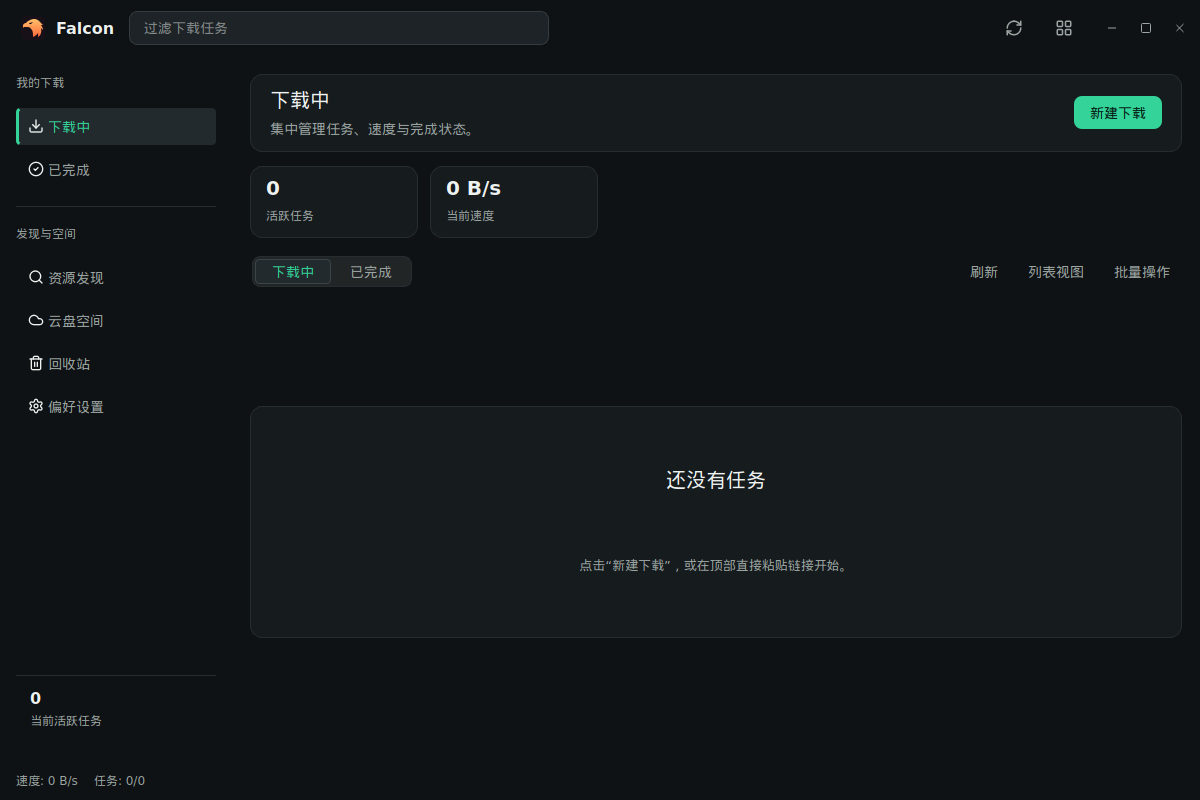 Falcon
过滤下载任务
我的下载
下载中
已完成
发现与空间
资源发现
云盘空间
回收站
偏好设置
0
当前活跃任务
速度: 0 B/s 任务: 0/0
下载中
集中管理任务、速度与完成状态。
新建下载
0
活跃任务
0 B/s
当前速度
下载中 已完成
刷新 列表视图 批量操作
还没有任务
点击“新建下载”，或在顶部直接粘贴链接开始。